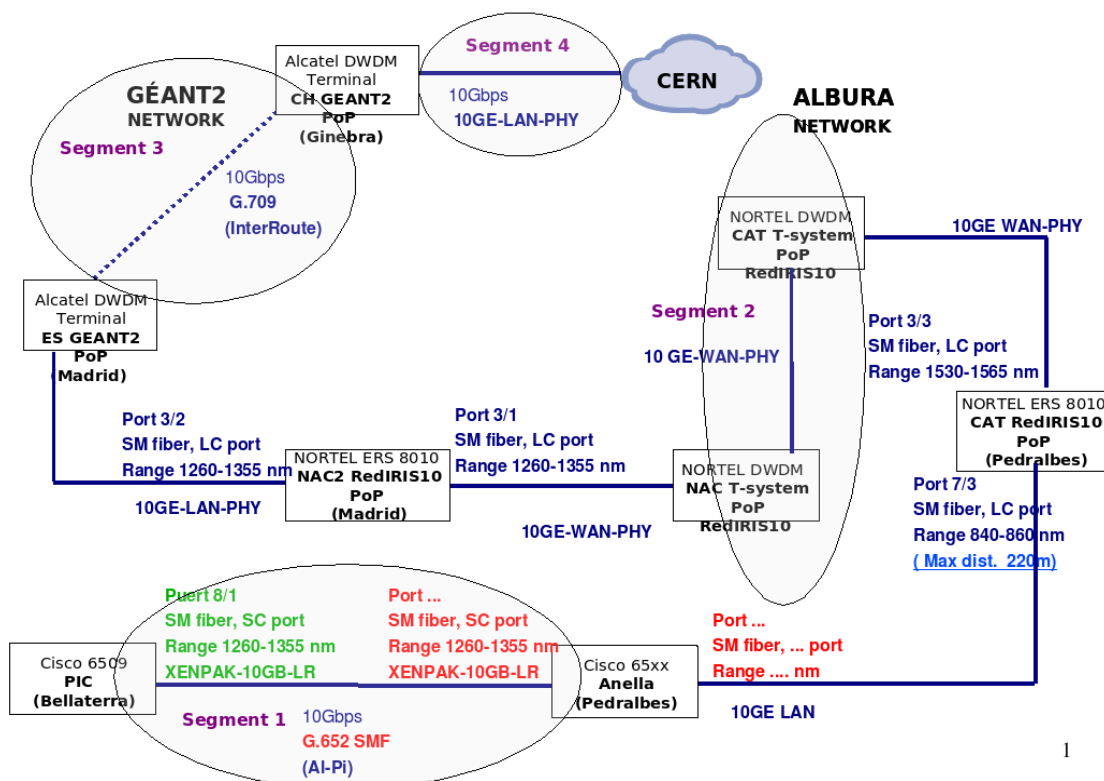 Segment 4
Alcatel DWDM
Terminal
CH GEANT2
PoP
(Ginebra)
CERN
10Gbps
10GE-LAN-PHY
GÉANT2
NETWORK
Segment 3
10Gbps
G.709
(InterRoute)
ALBURA
NETWORK
NORTEL DWDM
CAT T-system
PoP
RedIRIS10
10GE WAN-PHY
Alcatel DWDM
Terminal
ES GEANT2
PoP
(Madrid)
Segment 2
10 GE-WAN-PHY
Port 3/3
SM fiber, LC port
Range 1530-1565 nm
NORTEL ERS 8010
CAT RedIRIS10
PoP
(Pedralbes)
Port 3/2
SM fiber, LC port
Range 1260-1355 nm
10GE-LAN-PHY
NORTEL ERS 8010
NAC2 RedIRIS10
PoP
(Madrid)
Port 3/1
SM fiber, LC port
Range 1260-1355 nm
10GE-WAN-PHY
NORTEL DWDM
NAC T-system
PoP
RedIRIS10
Port 7/3
SM fiber, LC port
Range 840-860 nm
( Max dist. 220m)
Puert 8/1
SM fiber, SC port
Range 1260-1355 nm
XENPAK-10GB-LR
Port ...
SM fiber, SC port
Range 1260-1355 nm
XENPAK-10GB-LR
Port ...
SM fiber, ... port
Range .... nm
Cisco 6509
PIC
(Bellaterra)
Cisco 65xx
Anella
(Pedralbes)
10GE LAN
Segment 1
10Gbps
G.652 SMF
(Al-Pi)
1